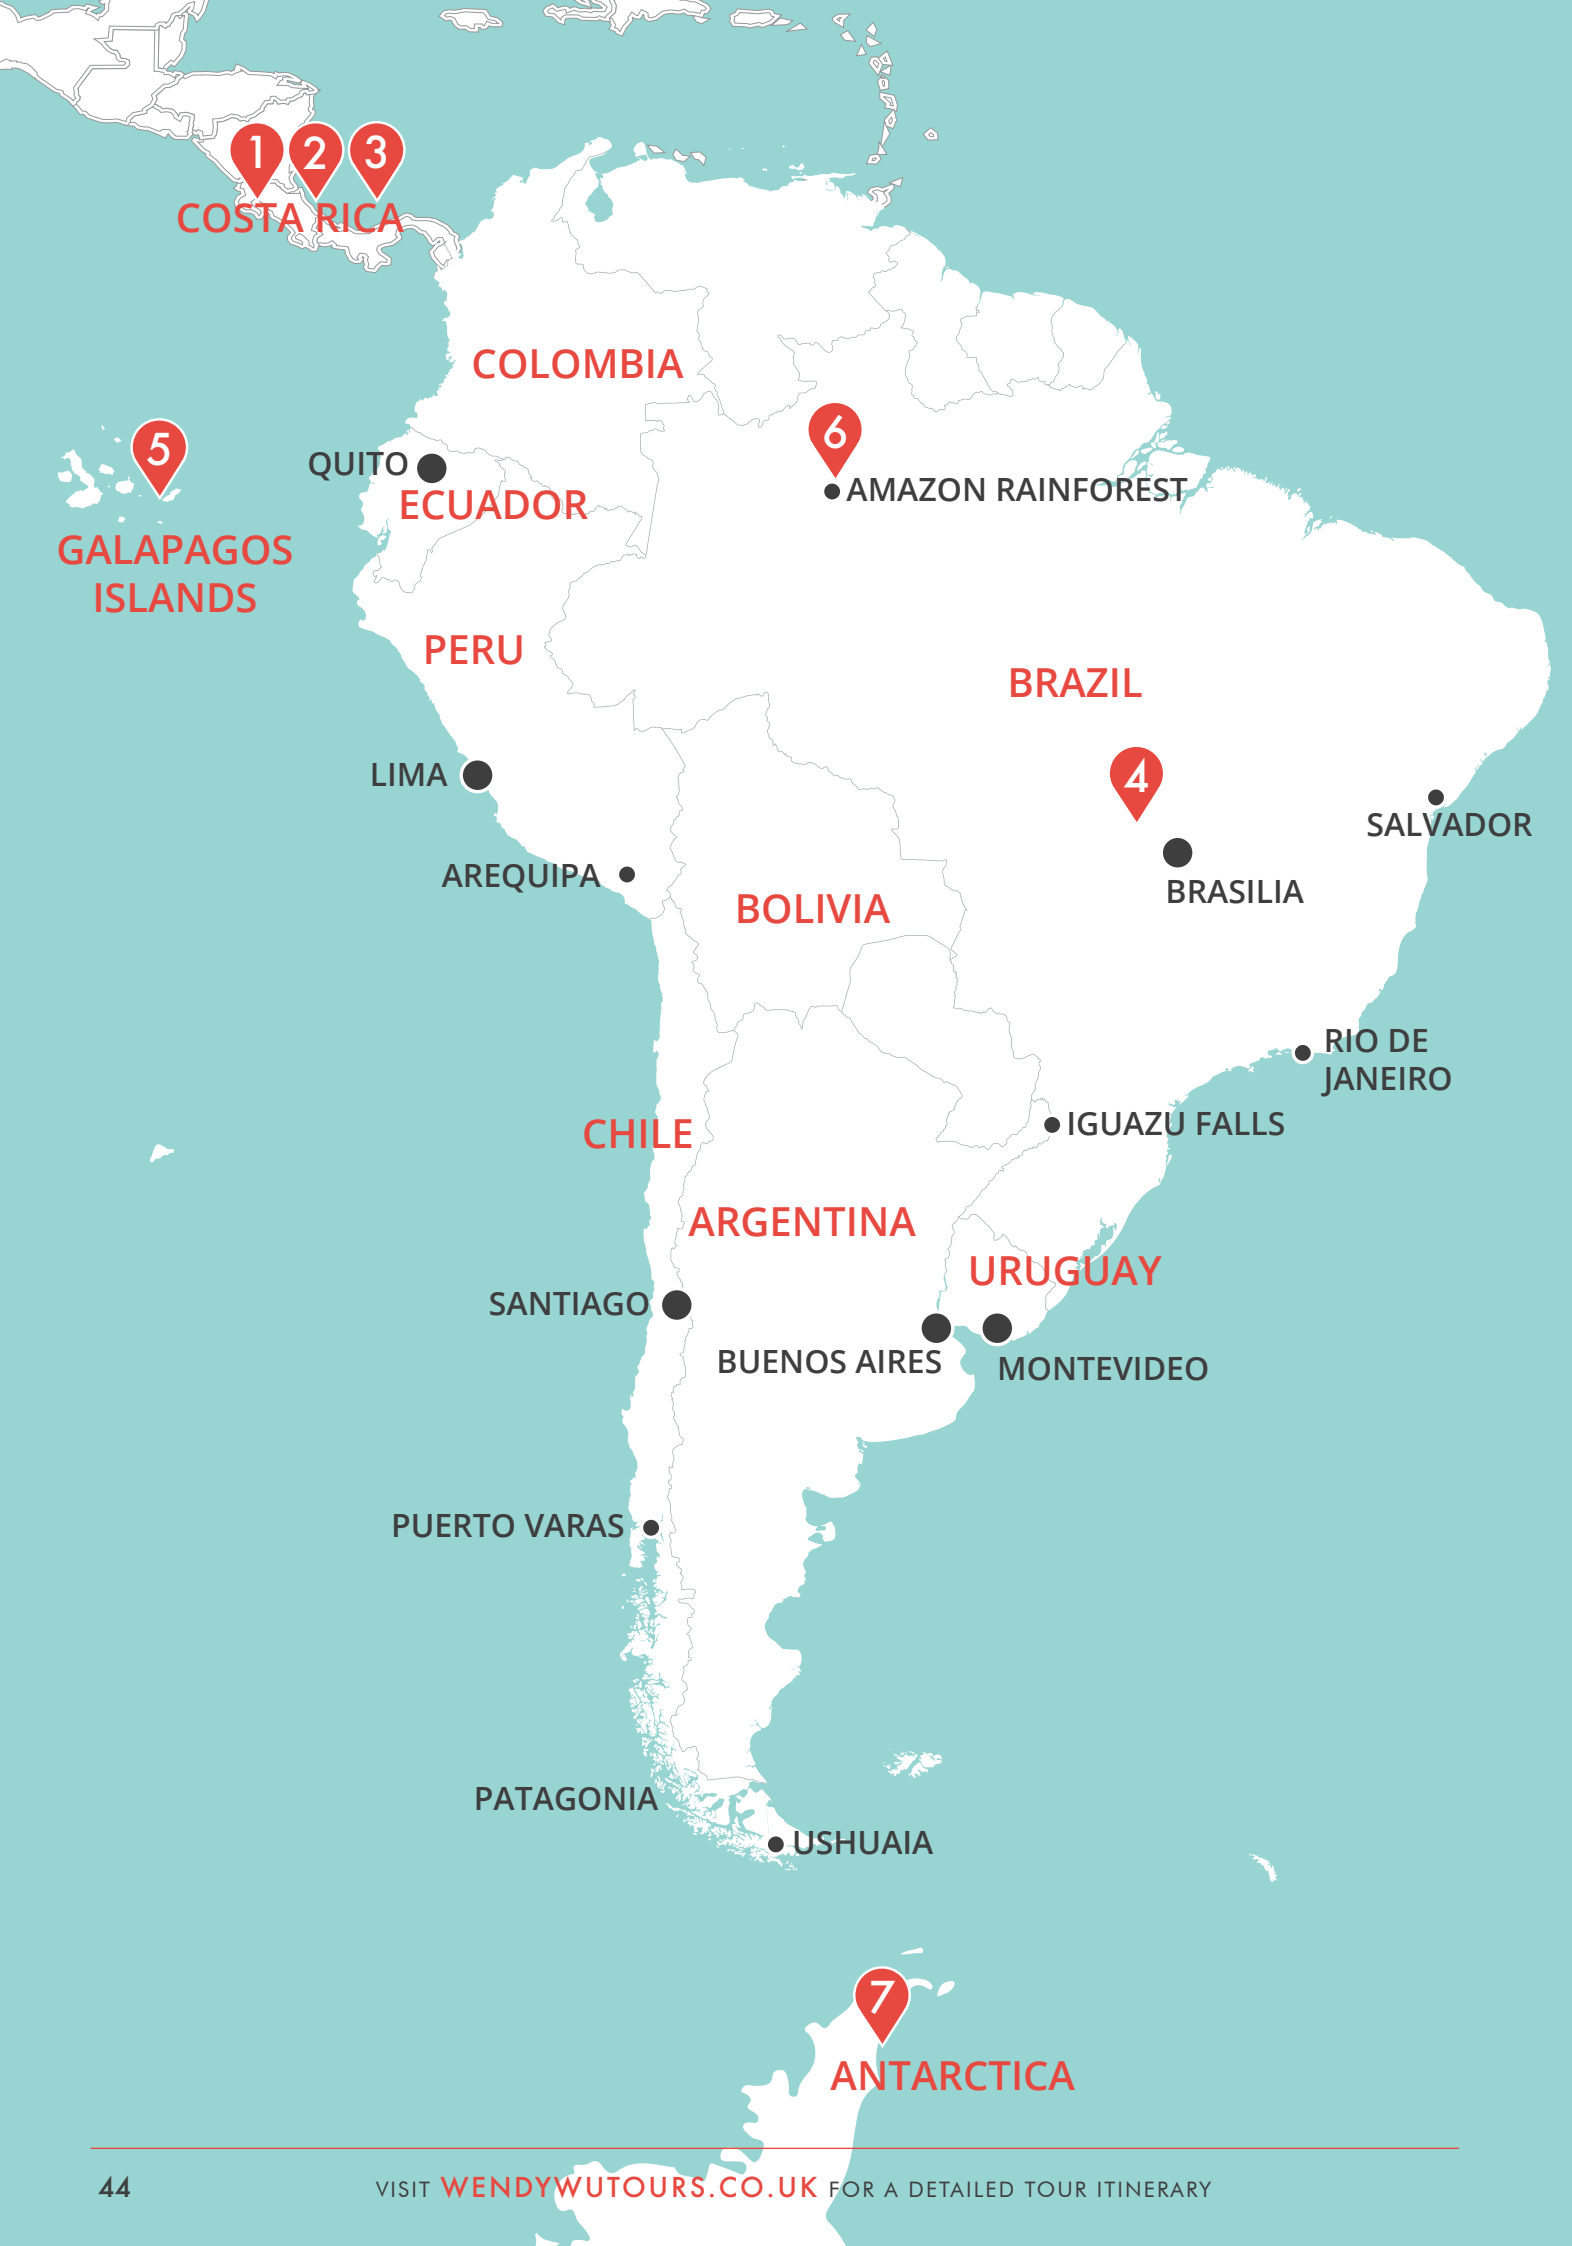 1
2
3
COSTA RICA
COLOMBIA
5
6
QUITO
AMAZON RAINFOREST
ECUADOR
GALAPAGOS
ISLANDS
PERU
BRAZIL
4
LIMA
SALVADOR
AREQUIPA
BRASILIA
BOLIVIA
RIO DE
JANEIRO
CHILE
IGUAZU FALLS
ARGENTINA
URUGUAY
SANTIAGO
BUENOS AIRES
MONTEVIDEO
PUERTO VARAS
PATAGONIA
USHUAIA
7
ANTARCTICA
44
VISIT WENDYWUTOURS.CO.UK FOR A DETAILED TOUR ITINERARY